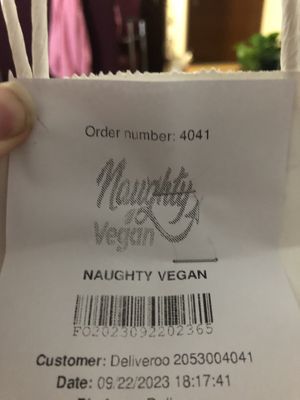 Order number: 4041
Naughty
Vegan
NAUGHTY VEGAN
FO2023092202365
Customer: Deliveroo 2053004041
Date: 09/22/2023 18:17:41